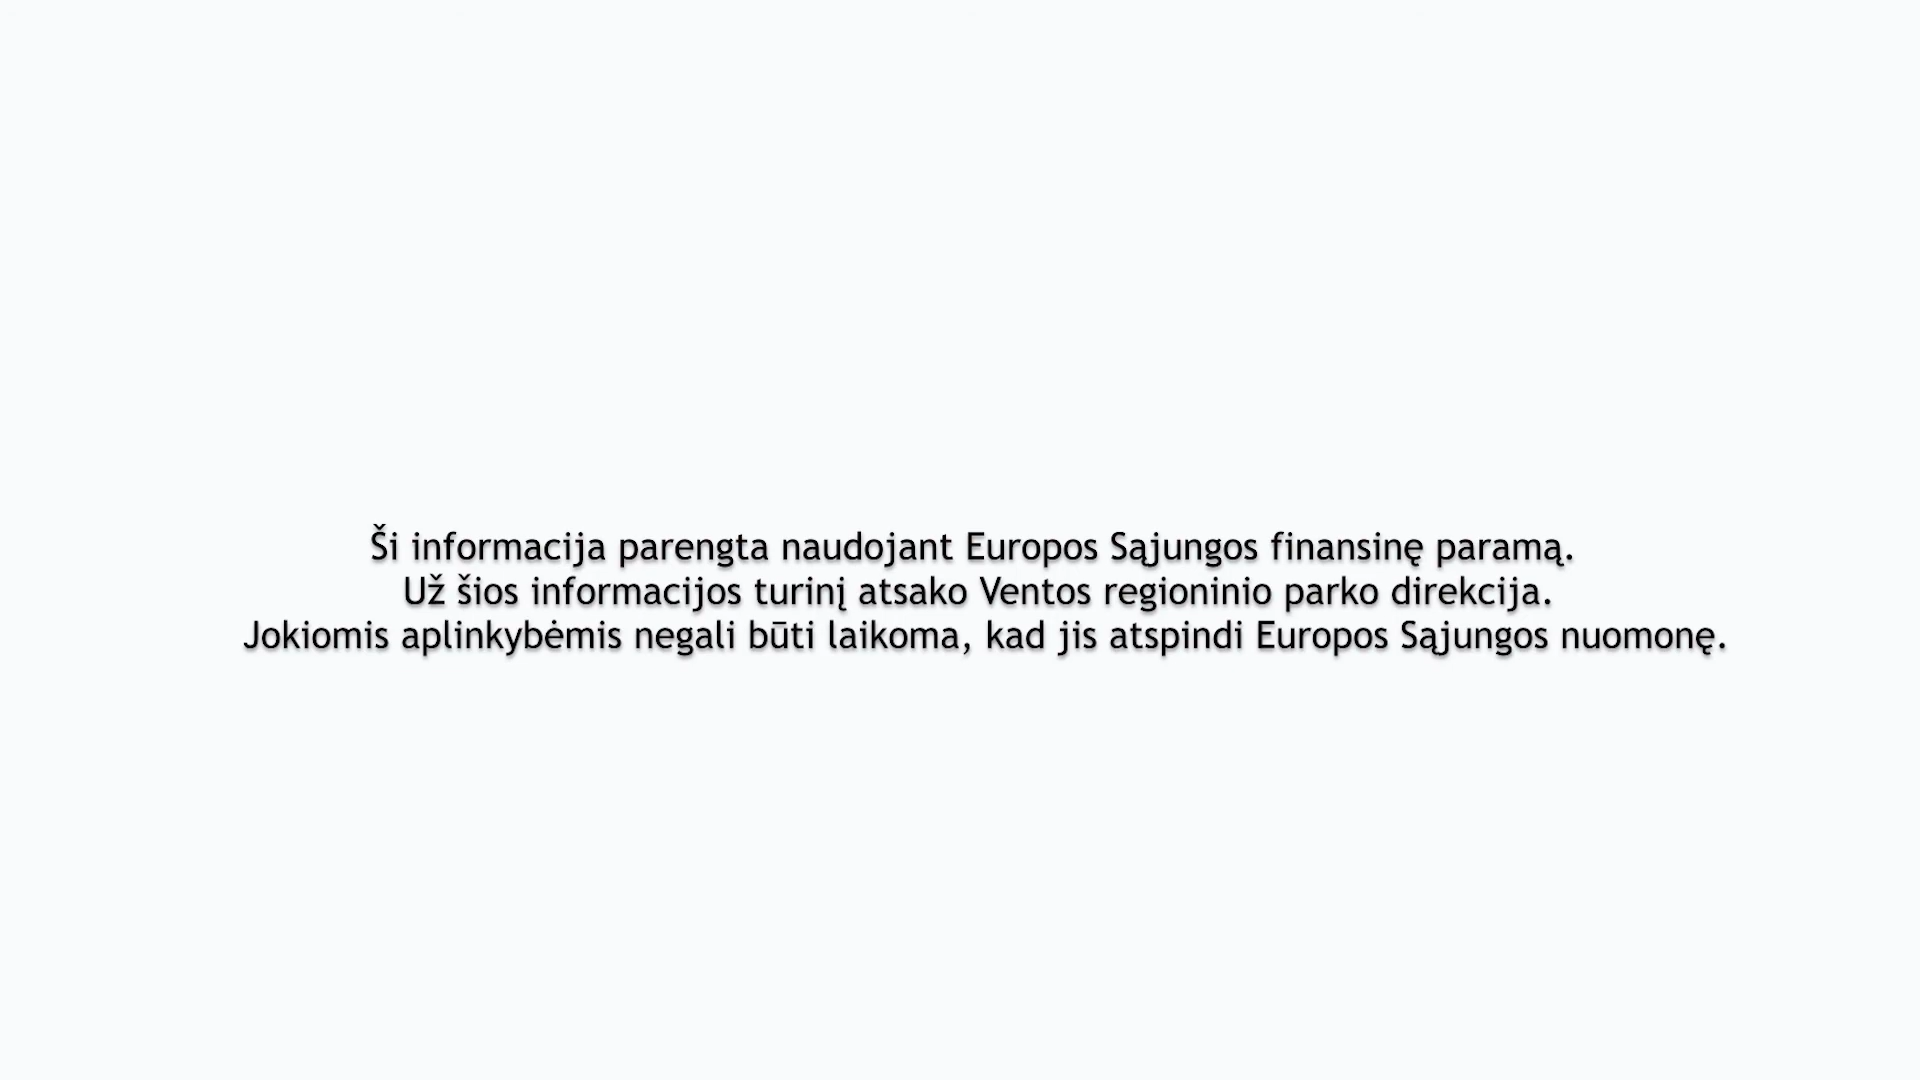 Ši informacija parengta naudojant Europos Sąjungos finansinę paramą.
Už šios informacijos turinį atsako Ventos regioninio parko direkcija.
Jokiomis aplinkybėmis negali būti laikoma, kad jis atspindi Europos Sąjungos nuomonę.